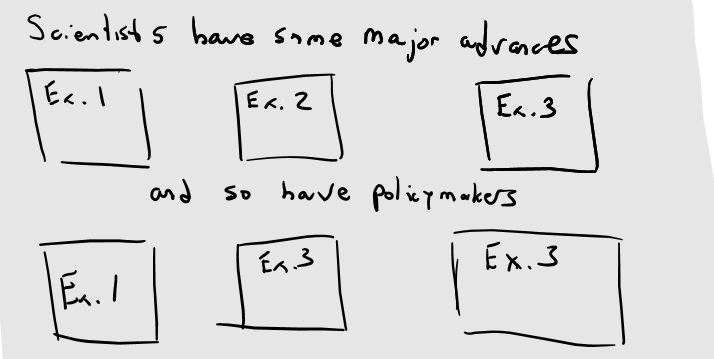 Scientists have some major advances
Ex. 1 Ex. 2 Ex. 3
and so have policymakers
Ex. 1 Ex. 3 Ex. 3